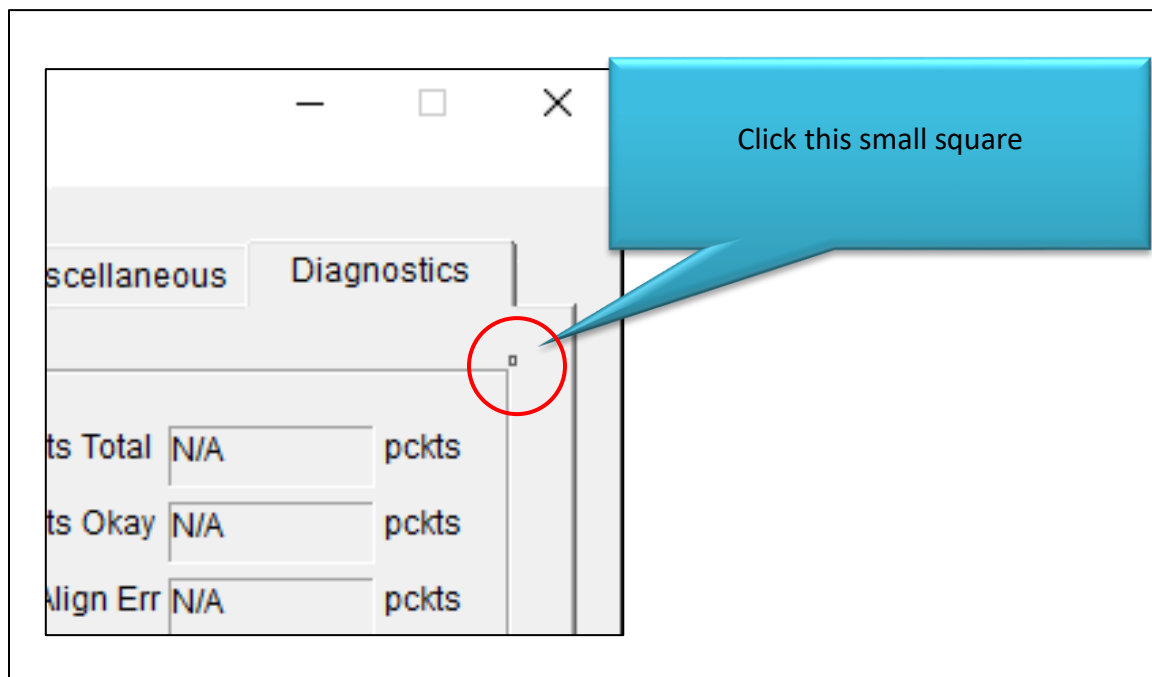 Click this small square
scellaneous Diagnostics
ts Total N/A pckts
ts Okay N/A pckts
Align Err N/A pckts